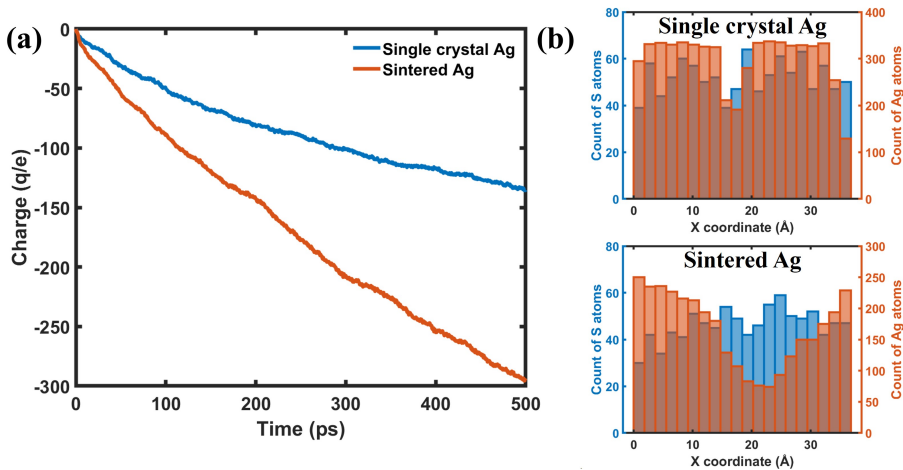 (a)
Single crystal Ag
Sintered Ag
0
-50
-100
-150
-200
-250
-300
Charge (q/e)
0 100 200 300 400 500
Time (ps)
(b)
Single crystal Ag
80
60
40
20
0
Count of S atoms
400
300
200
100
0
Count of Ag atoms
0 10 20 30
X coordinate (Å)
Sintered Ag
80
60
40
20
0
Count of S atoms
300
250
200
150
100
50
0
Count of Ag atoms
0 10 20 30
X coordinate (Å)